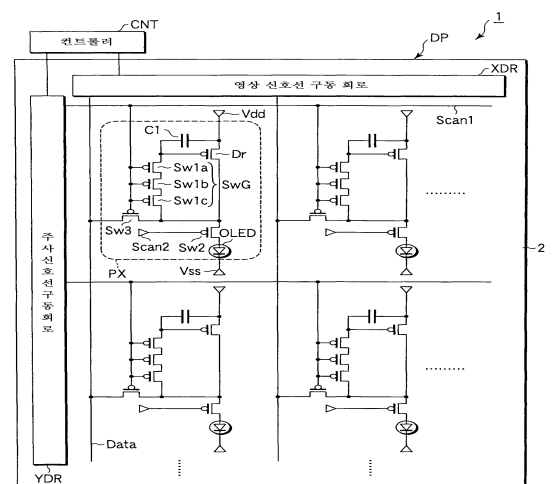 CNT
1
컨트롤러
DP
XDR
영상 신호선 구동 회로
Vdd
Scan1
C1
Dr
Sw1a
Sw1b
SwG
Sw1c
Sw3
OLED
Scan2
Sw2
PX
Vss
2
주사신호선구동회로
Data
YDR